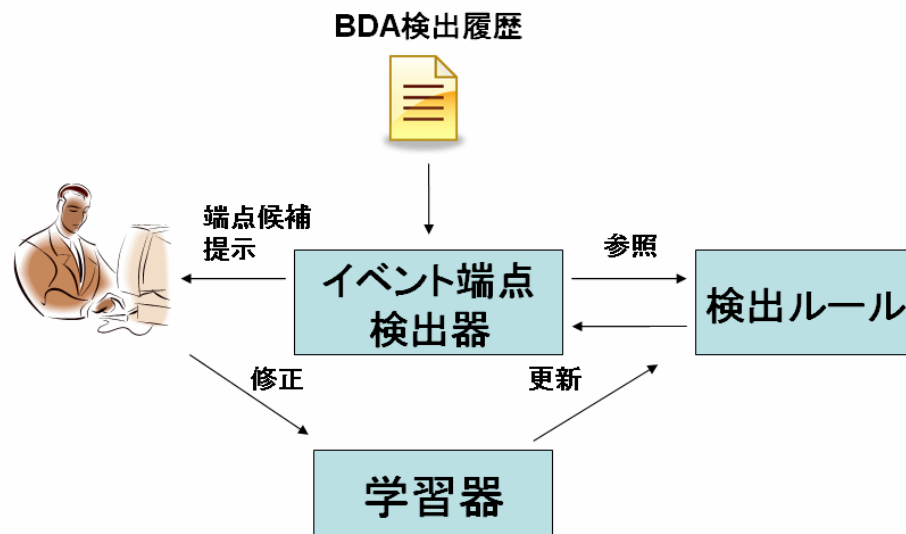 BDA検出履歴
端点候補
提示
イベント端点
検出器
参照
検出ルール
修正
更新
学習器